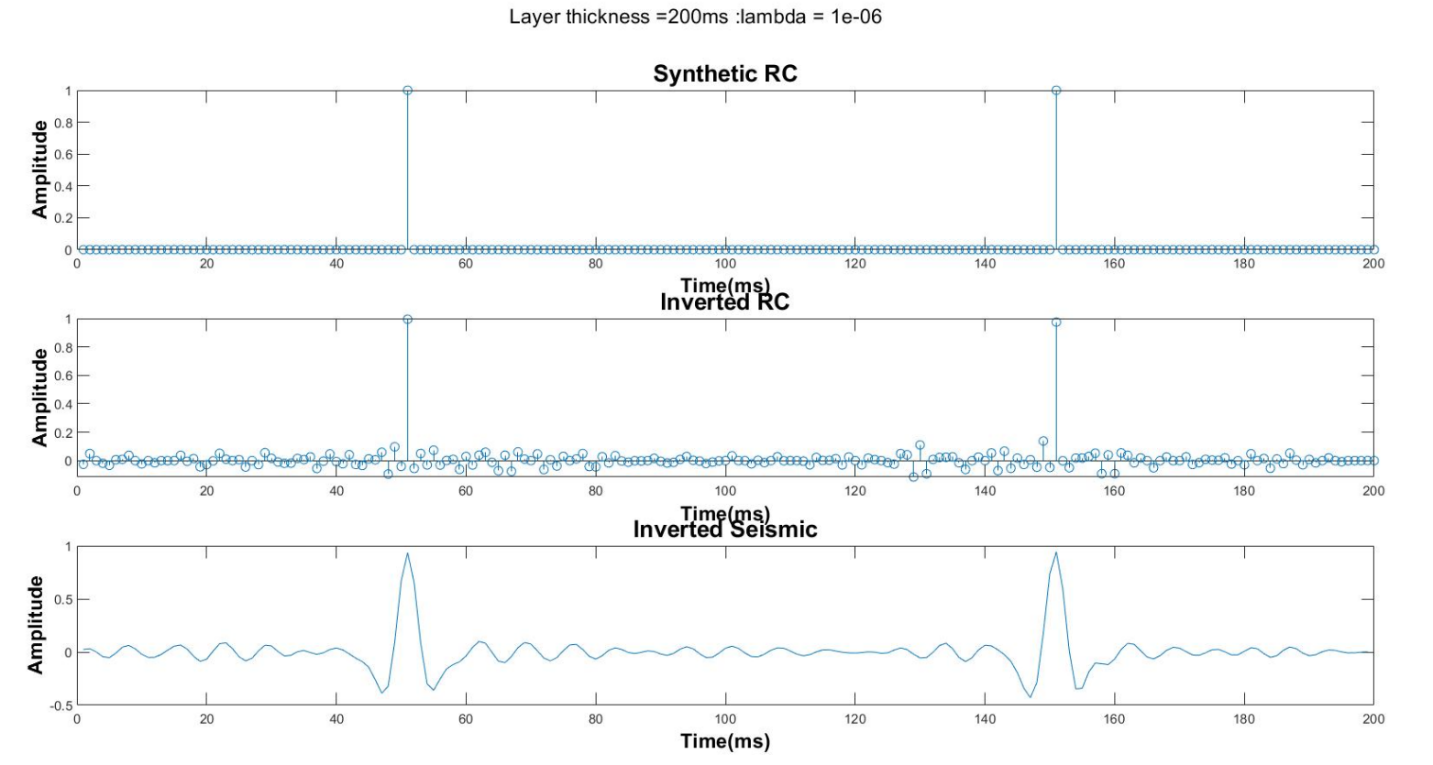 Layer thickness =200ms :lambda = 1e-06
Synthetic RC
Amplitude
1
0.8
0.6
0.4
0.2
0
0 20 40 60 80 100 120 140 160 180 200
Time(ms)
Inverted RC
Amplitude
1
0.8
0.6
0.4
0.2
0
0 20 40 60 80 100 120 140 160 180 200
Time(ms)
Inverted Seismic
Amplitude
1
0.5
0
-0.5
0 20 40 60 80 100 120 140 160 180 200
Time(ms)